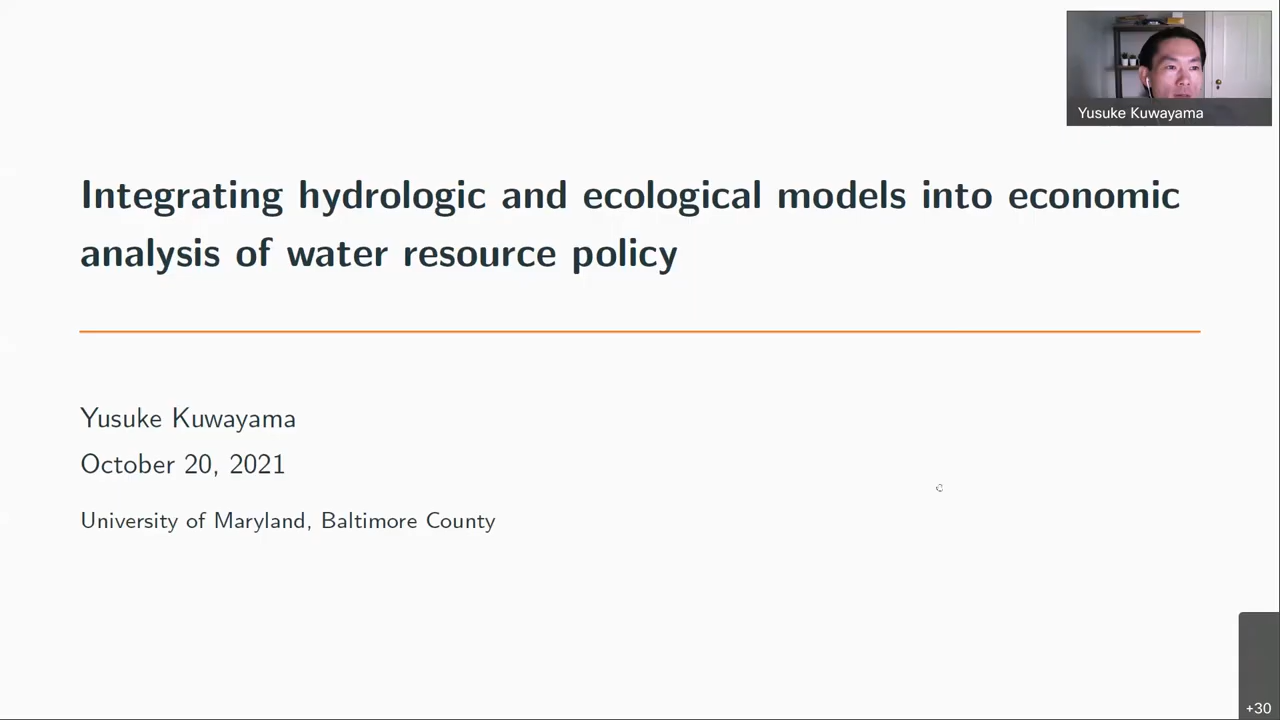 Yusuke Kuwayama
Integrating hydrologic and ecological models into economic
analysis of water resource policy
Yusuke Kuwayama
October 20, 2021
University of Maryland, Baltimore County
+30